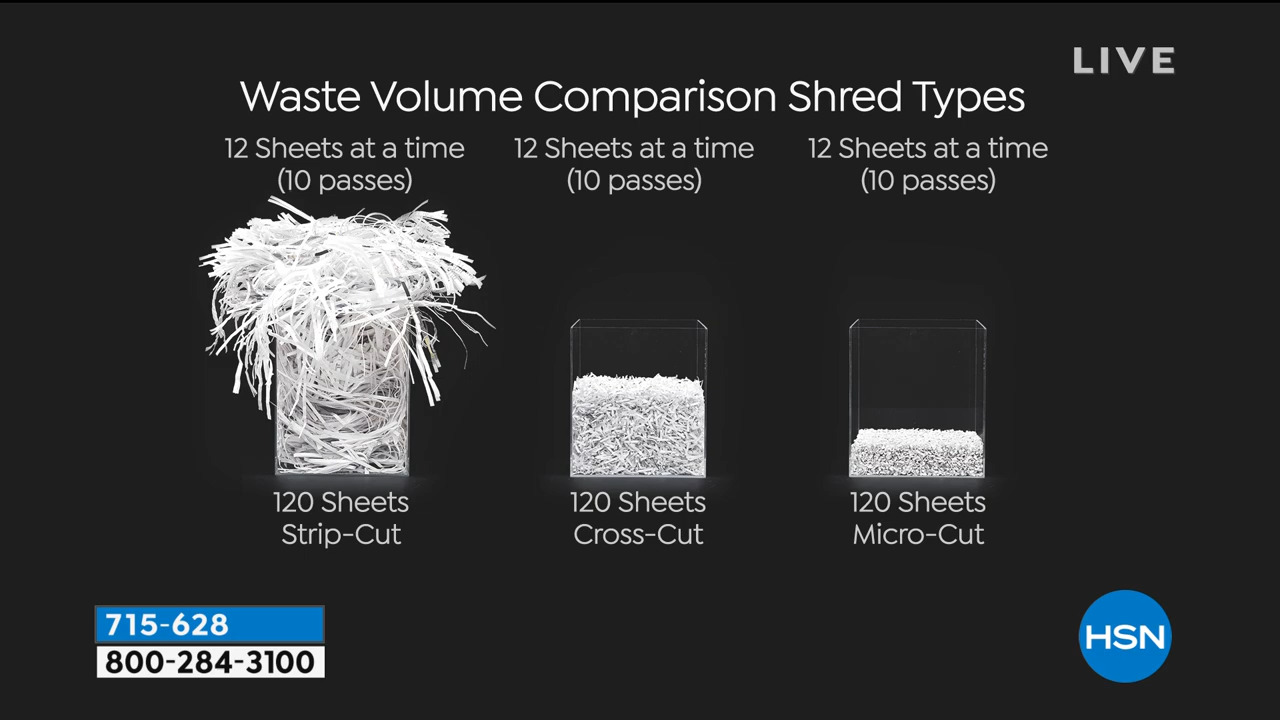 LIVE
Waste Volume Comparison Shred Types
12 Sheets at a time
(10 passes)
12 Sheets at a time
(10 passes)
12 Sheets at a time
(10 passes)
120 Sheets
Strip-Cut
120 Sheets
Cross-Cut
120 Sheets
Micro-Cut
715-628
800-284-3100
HSN